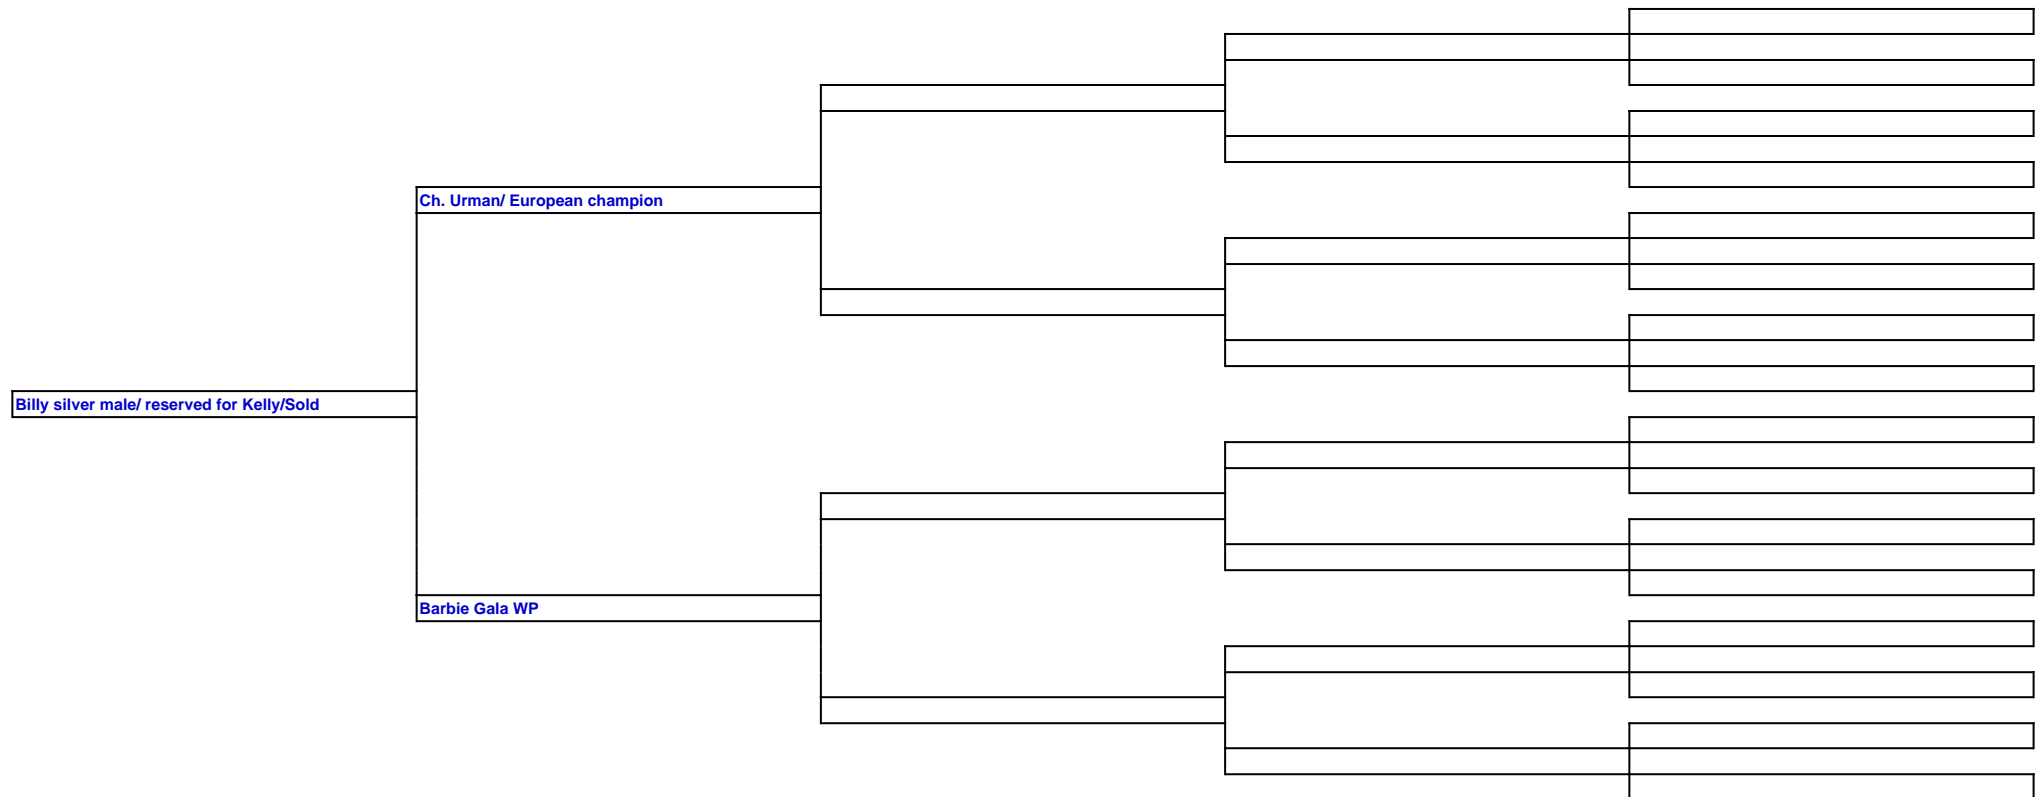 Ch. Urman/ European champion
Billy silver male/ reserved for Kelly/Sold
Barbie Gala WP